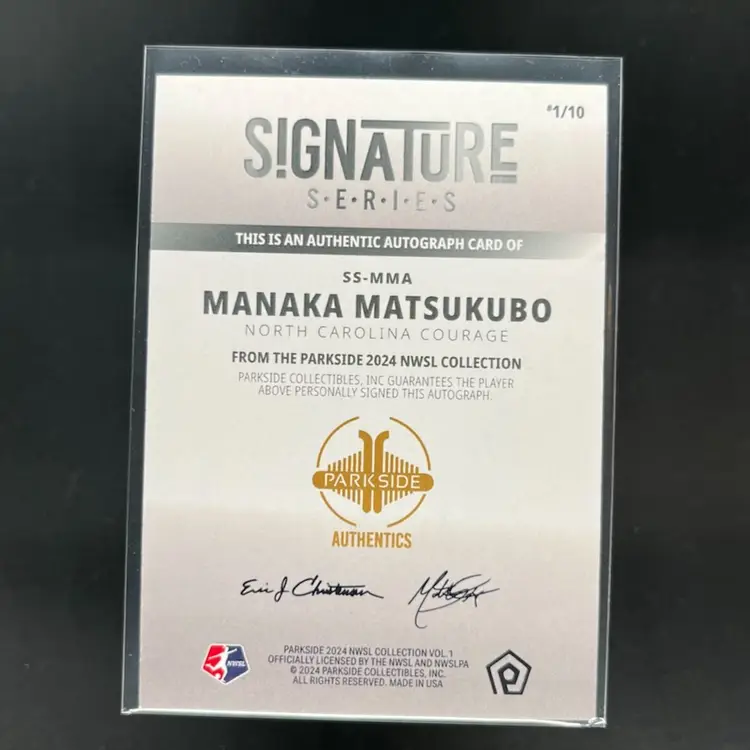 #1/10
SIGNATURE
S·E·R·I·E·S
THIS IS AN AUTHENTIC AUTOGRAPH CARD OF
SS-MMA
MANAKA MATSUKUBO
NORTH CAROLINA COURAGE
FROM THE PARKSIDE 2024 NWSL COLLECTION
PARKSIDE COLLECTIBLES, INC GUARANTEES THE PLAYER
ABOVE PERSONALLY SIGNED THIS AUTOGRAPH.
PARKSIDE
AUTHENTICS
Eric J Christensen
NWSL
PARKSIDE 2024 NWSL COLLECTION VOL.1
OFFICIALLY LICENSED BY THE NWSL AND NWSLPA
© 2024 PARKSIDE COLLECTIBLES, INC.
ALL RIGHTS RESERVED. MADE IN USA